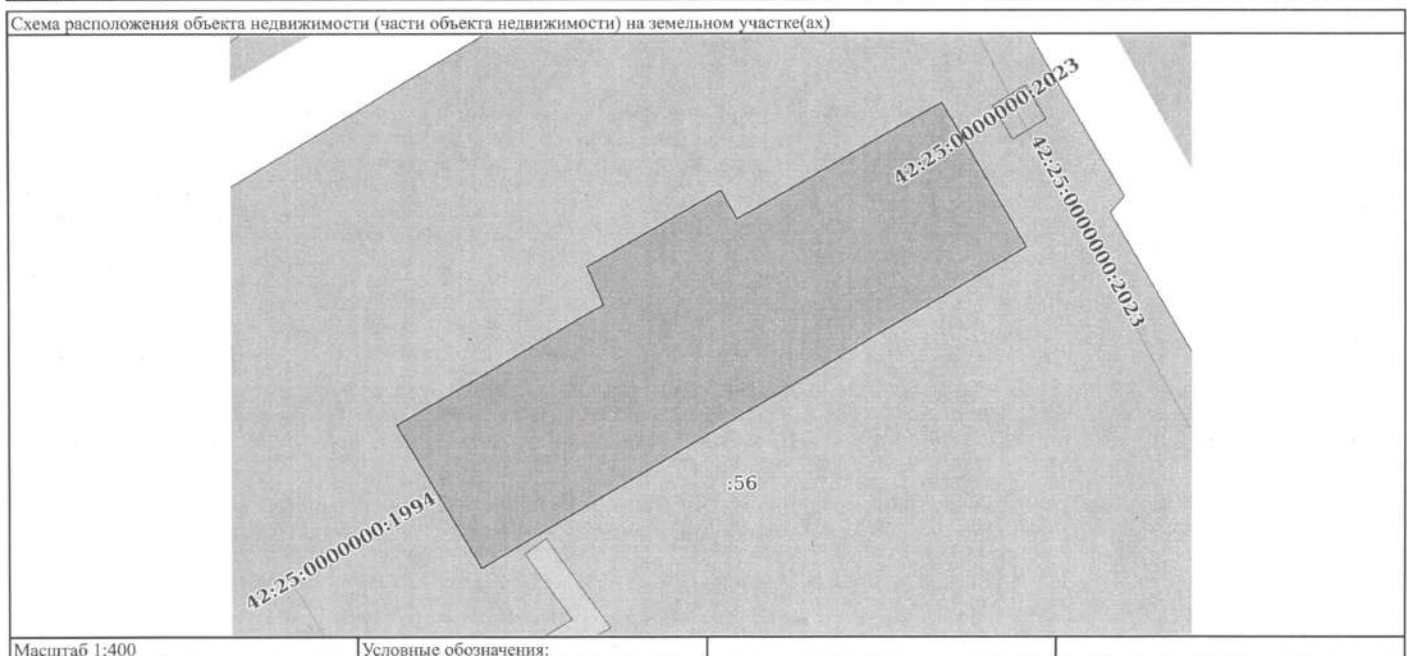 Схема расположения объекта недвижимости (части объекта недвижимости) на земельном участке(ах)
42:25:0000000:2023
42:25:0000000:2023
:56
42:25:0000000:1994
Масштаб 1:400
Условные обозначения: